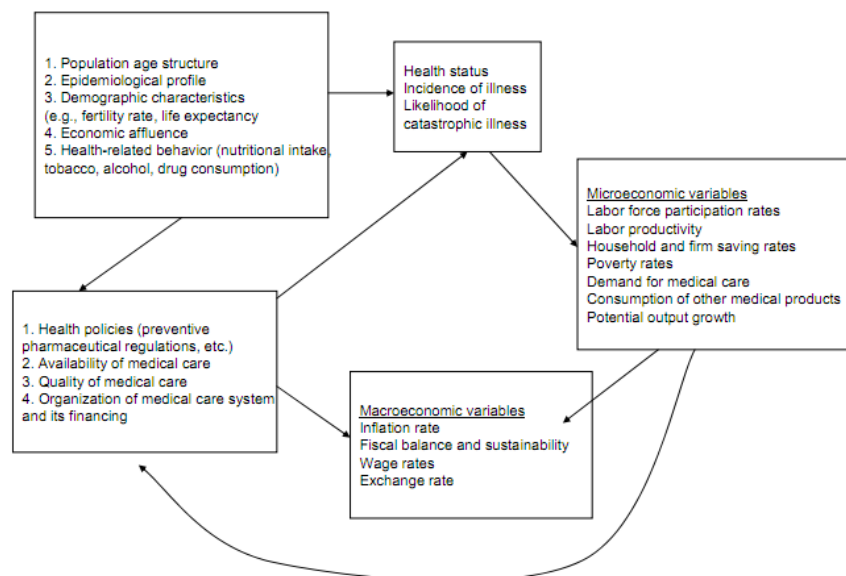 1. Population age structure
2. Epidemiological profile
3. Demographic characteristics
(e.g., fertility rate, life expectancy
4. Economic affluence
5. Health-related behavior (nutritional intake,
tobacco, alcohol, drug consumption)
Health status
Incidence of illness
Likelihood of
catastrophic illness
Microeconomic variables
Labor force participation rates
Labor productivity
Household and firm saving rates
Poverty rates
Demand for medical care
Consumption of other medical products
Potential output growth
1. Health policies (preventive
pharmaceutical regulations, etc.)
2. Availability of medical care
3. Quality of medical care
4. Organization of medical care system
and its financing
Macroeconomic variables
Inflation rate
Fiscal balance and sustainability
Wage rates
Exchange rate